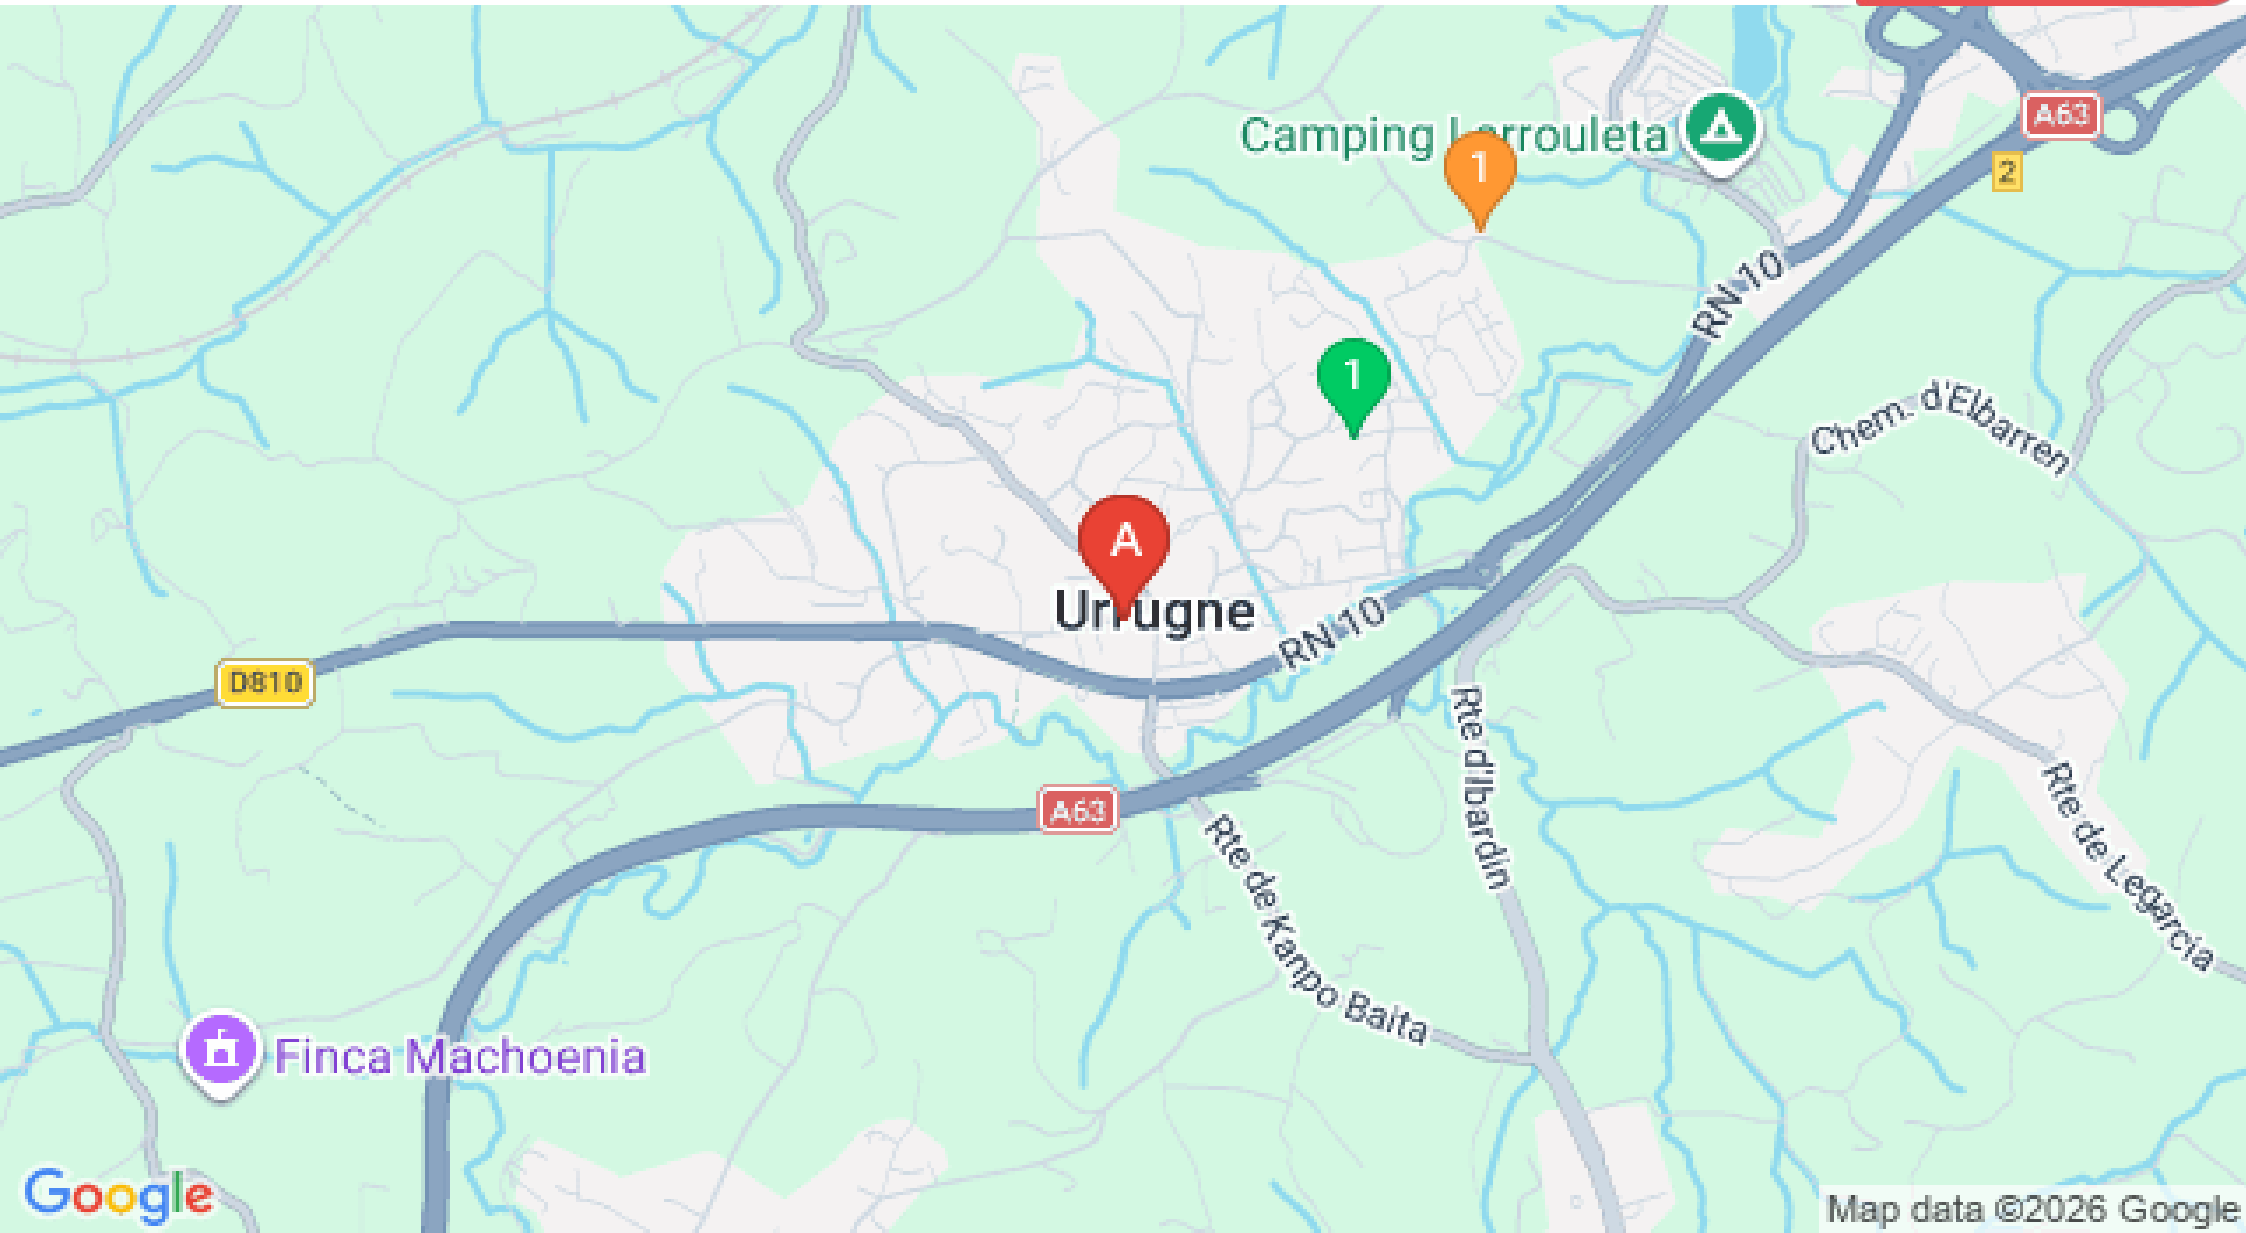 A63
Camping Larrouleta
1
2
RN 10
1
Chem. d'Elbarren
A
Urrugne
RN 10
D810
Rte d'Ibardin
A63
Rte de Legarcia
Rte de Kanpo Baita
Finca Machoenia
Google
Map data ©2026 Google